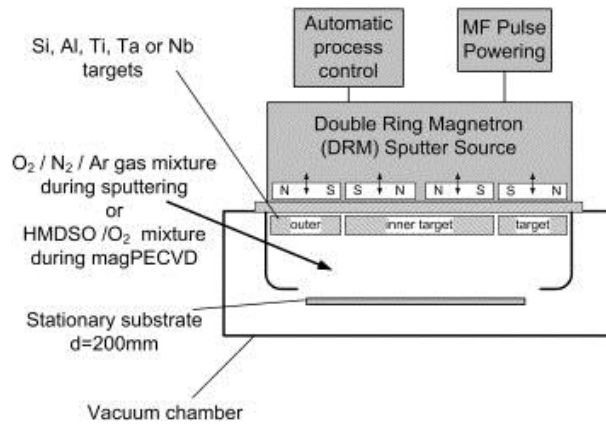 Automatic
process
control
MF Pulse
Powering
Si, Al, Ti, Ta or Nb
targets
Double Ring Magnetron
(DRM) Sputter Source
O2 / N2 / Ar gas mixture
during sputtering
or
HMDSO /O2 mixture
during magPECVD
N S S N N S S N
outer inner target target
Stationary substrate
d=200mm
Vacuum chamber